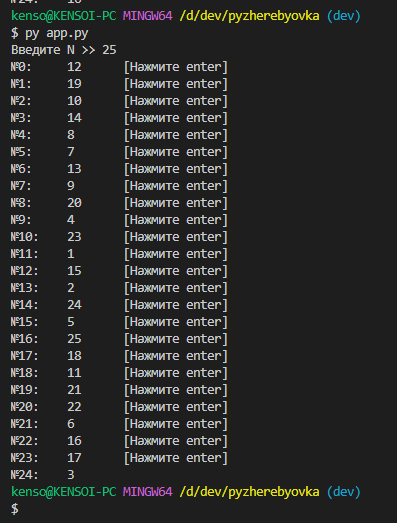 №24: 10
kenso@KENSOI-PC MINGW64 /d/dev/pyzherebyovka (dev)
$ py app.py
Введите N >> 25
№0: 12 [Нажмите enter]
№1: 19 [Нажмите enter]
№2: 10 [Нажмите enter]
№3: 14 [Нажмите enter]
№4: 8 [Нажмите enter]
№5: 7 [Нажмите enter]
№6: 13 [Нажмите enter]
№7: 9 [Нажмите enter]
№8: 20 [Нажмите enter]
№9: 4 [Нажмите enter]
№10: 23 [Нажмите enter]
№11: 1 [Нажмите enter]
№12: 15 [Нажмите enter]
№13: 2 [Нажмите enter]
№14: 24 [Нажмите enter]
№15: 5 [Нажмите enter]
№16: 25 [Нажмите enter]
№17: 18 [Нажмите enter]
№18: 11 [Нажмите enter]
№19: 21 [Нажмите enter]
№20: 22 [Нажмите enter]
№21: 6 [Нажмите enter]
№22: 16 [Нажмите enter]
№23: 17 [Нажмите enter]
№24: 3
kenso@KENSOI-PC MINGW64 /d/dev/pyzherebyovka (dev)
$